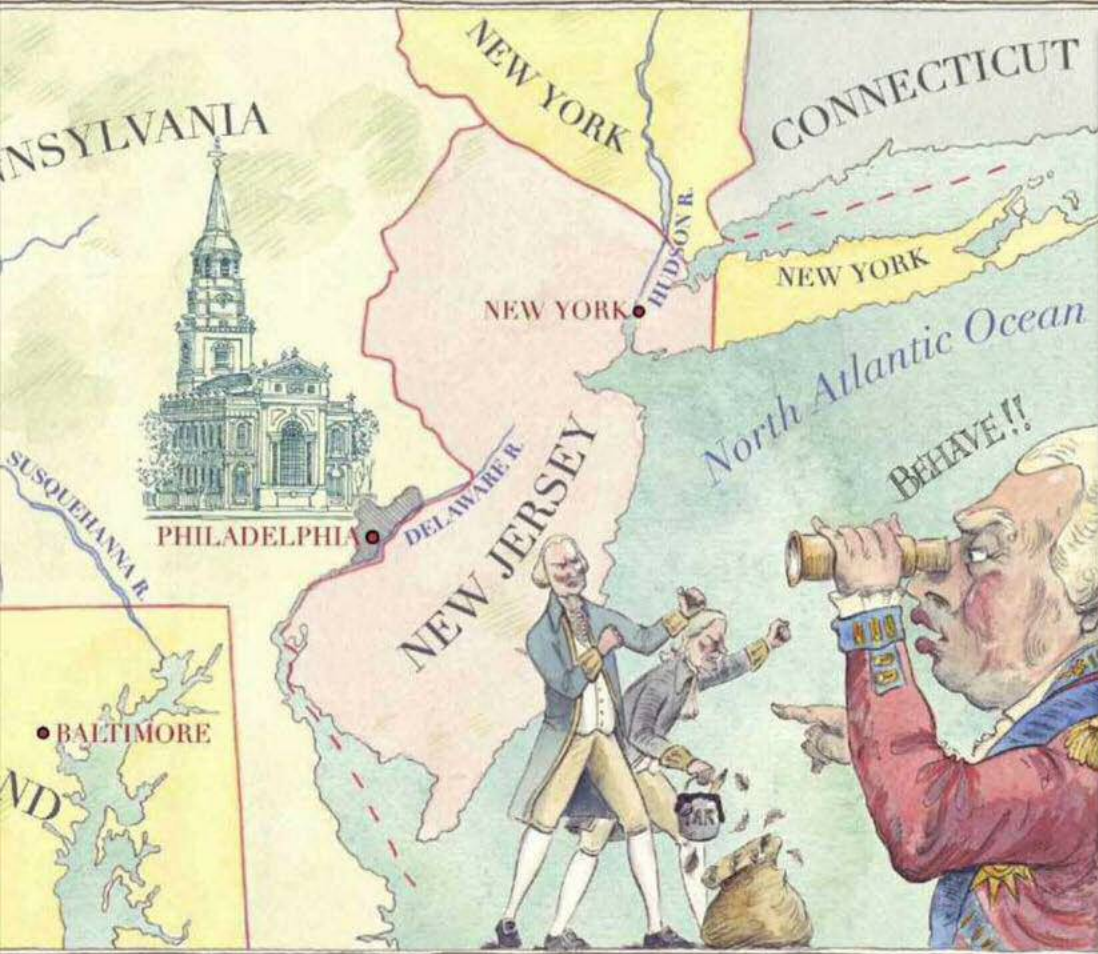 NEW YORK
CONNECTICUT
NNSYLVANIA
HUDSON R.
NEW YORK
NEW YORK
North Atlantic Ocean
BEHAVE!!
NEW JERSEY
DELAWARE R.
SUSQUEHANNA R.
PHILADELPHIA
BALTIMORE
ND
TAR